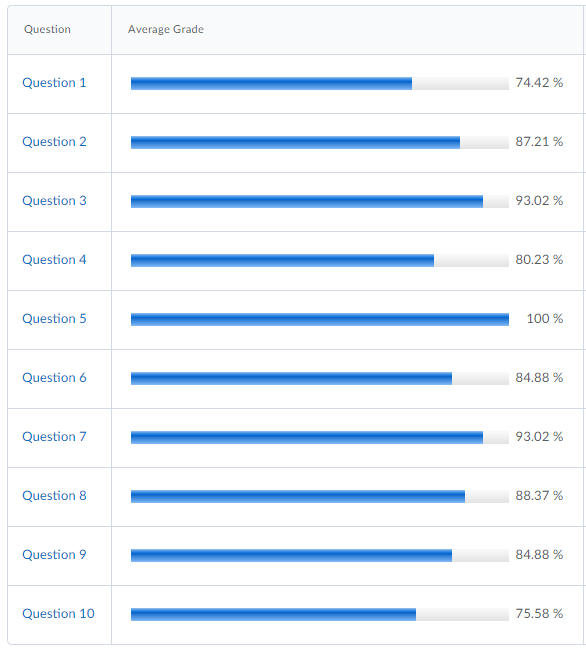 Question Average Grade
Question 1 74.42 %
Question 2 87.21 %
Question 3 93.02 %
Question 4 80.23 %
Question 5 100 %
Question 6 84.88 %
Question 7 93.02 %
Question 8 88.37 %
Question 9 84.88 %
Question 10 75.58 %